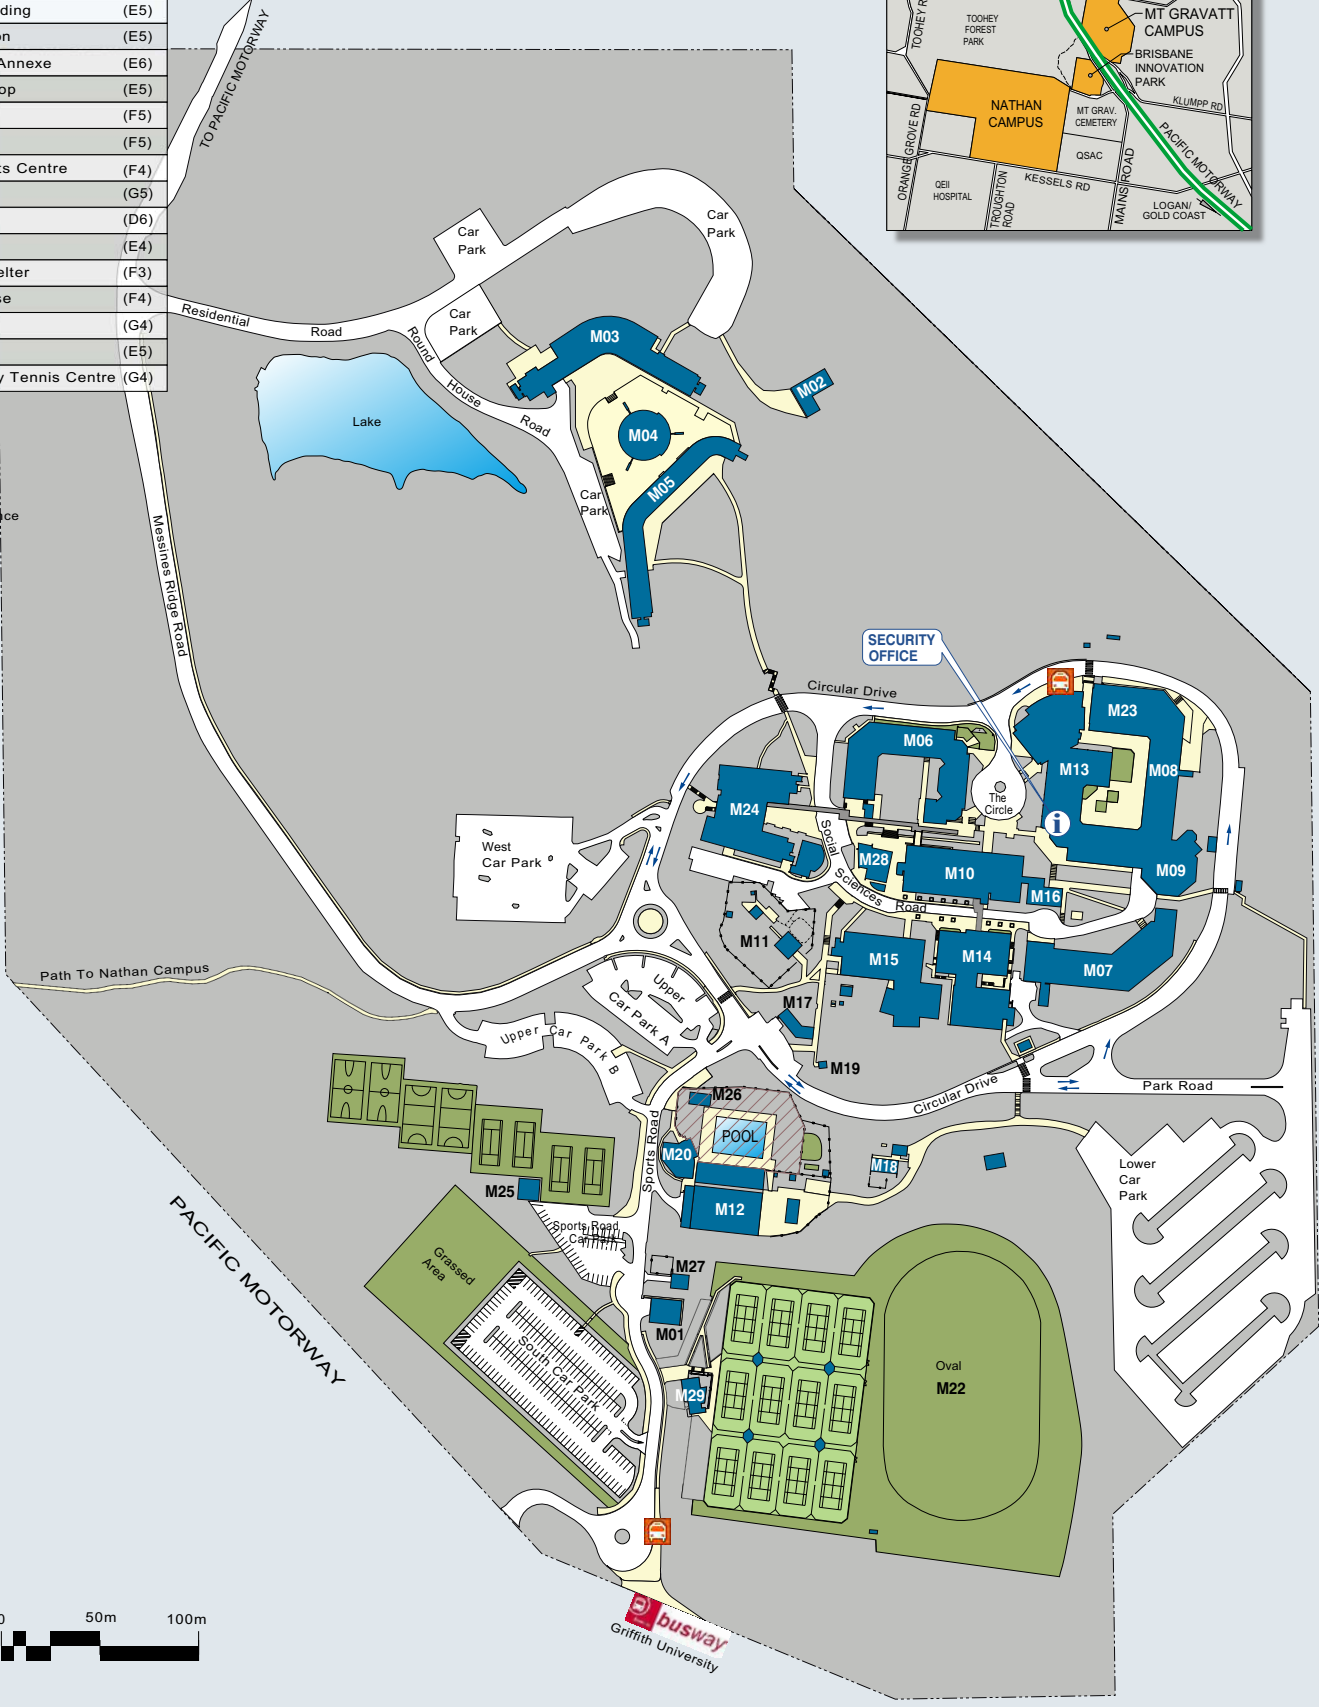 ding (E5)
on (E5)
Annexe (E6)
op (E5)
(F5)
(F5)
ts Centre (F4)
(G5)
(D6)
(E4)
elter (F3)
se (F4)
(G4)
(E5)
y Tennis Centre (G4)
TO PACIFIC MOTORWAY
TOOHEY
FOREST
PARK
MT GRAVATT
CAMPUS
BRISBANE
INNOVATION
PARK
KLUMPP RD
NATHAN
CAMPUS
MT GRAV.
CEMETERY
QSAC
ORANGE GROVE RD
QEII
HOSPITAL
TROUGHTON
ROAD
KESSELS RD
MAINS ROAD
PACIFIC MOTORWAY
LOGAN/
GOLD COAST
Car
Park
Car
Park
Car
Park
Residential Road
Round House Road
M03
M02
M04
M05
Lake
Car
Park
ice
Messines Ridge Road
SECURITY
OFFICE
Circular Drive
M23
M06
M13
M08
The
Circle
M24
Social Sciences Road
M28
M10
M09
M16
West
Car Park
M11
M15
M14
M07
Path To Nathan Campus
Upper
Car Park A
M17
Upper Car Park B
M19
Circular Drive
Park Road
M26
POOL
Sports Road
M20
M18
Lower
Car
Park
M25
M12
Sports Road
Car Park
PACIFIC MOTORWAY
Grassed
Area
M27
M01
South Car Park
M29
Oval
M22
busway
Griffith University
0 50m 100m